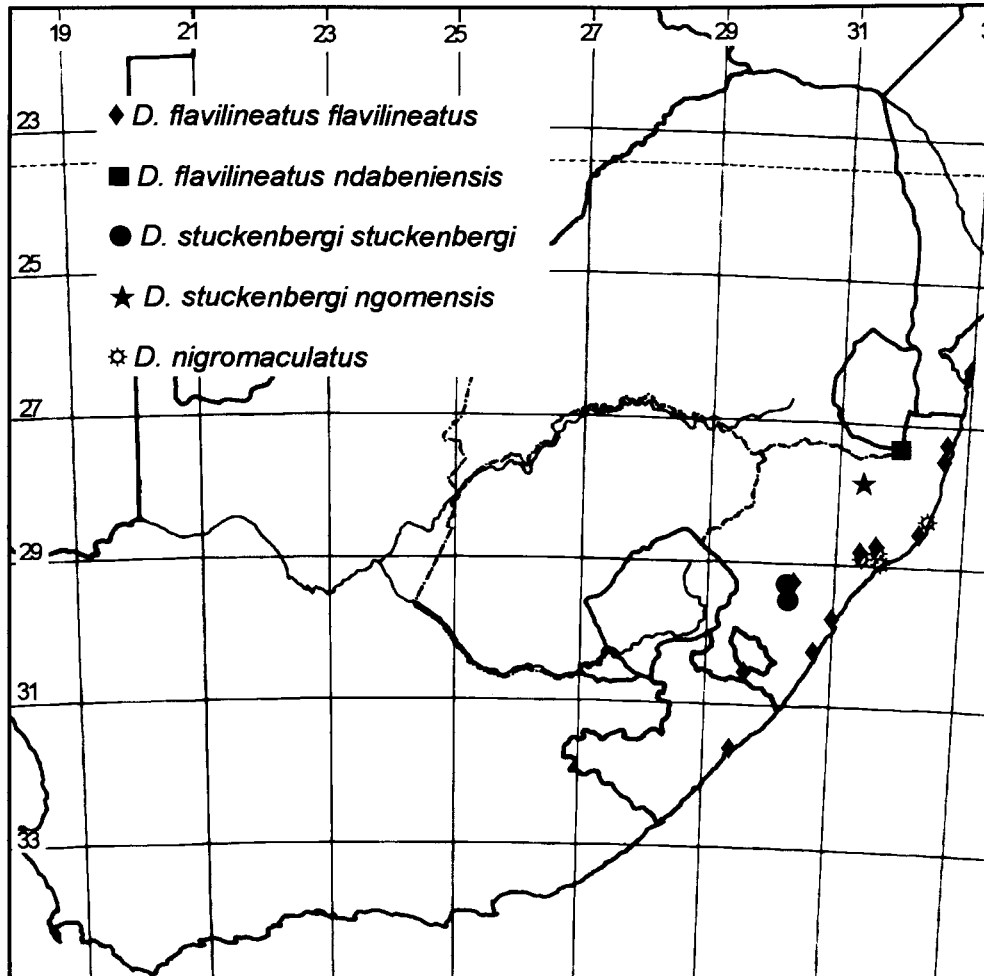 19 21 23 25 27 29 31
D. flavilineatus flavilineatus
23
D. flavilineatus ndabeniensis
D. stuckenbergi stuckenbergi
25
D. stuckenbergi ngomensis
D. nigromaculatus
27
29
31
33